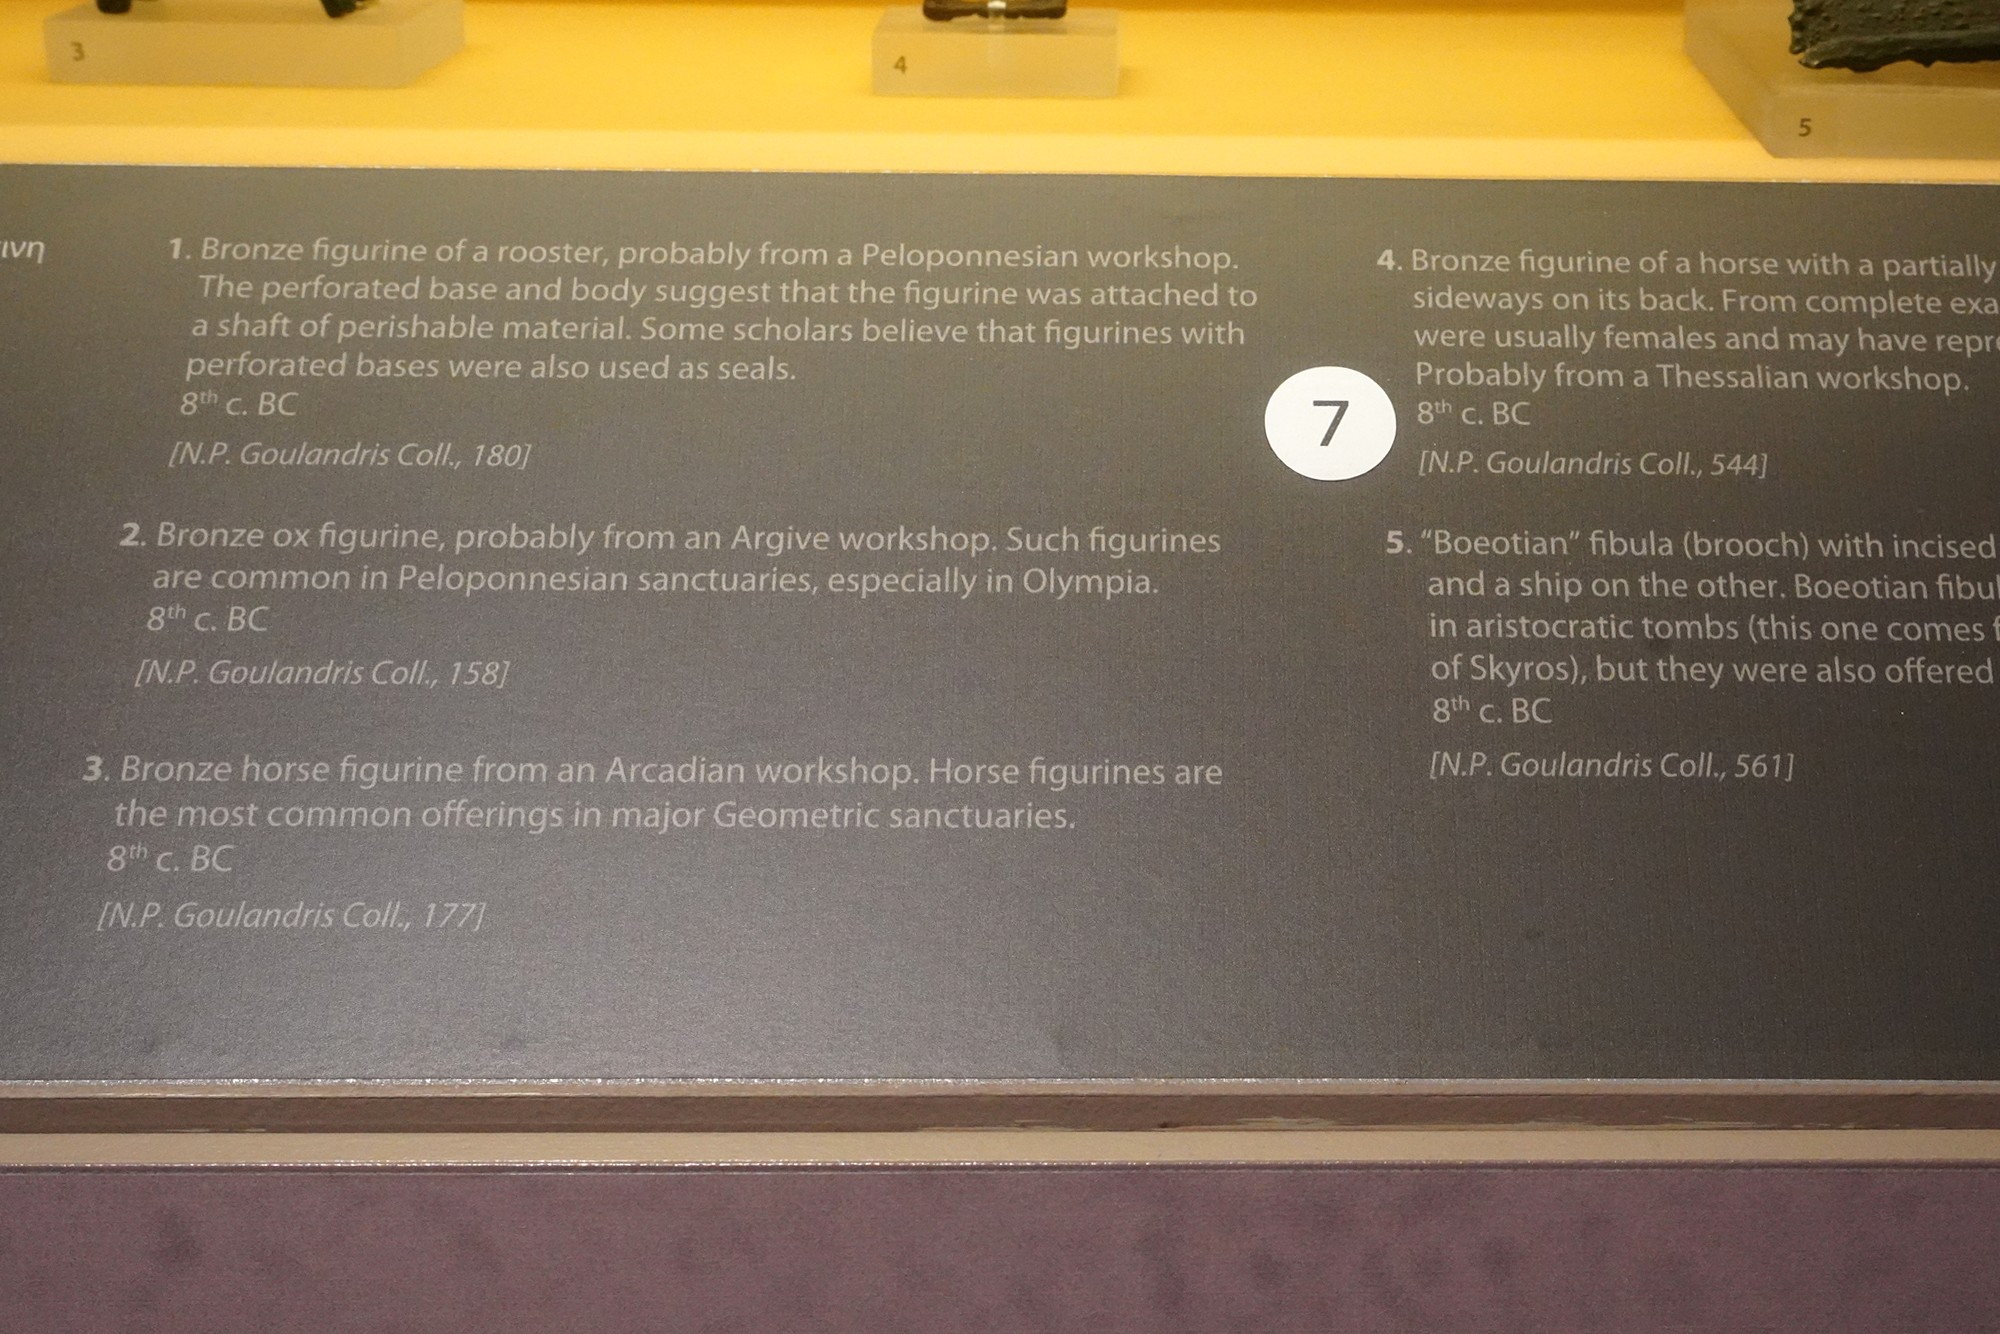 3
4
5
ινη
1. Bronze figurine of a rooster, probably from a Peloponnesian workshop.
The perforated base and body suggest that the figurine was attached to
a shaft of perishable material. Some scholars believe that figurines with
perforated bases were also used as seals.
8th c. BC
[N.P. Goulandris Coll., 180]
2. Bronze ox figurine, probably from an Argive workshop. Such figurines
are common in Peloponnesian sanctuaries, especially in Olympia.
8th c. BC
[N.P. Goulandris Coll., 158]
3. Bronze horse figurine from an Arcadian workshop. Horse figurines are
the most common offerings in major Geometric sanctuaries.
8th c. BC
[N.P. Goulandris Coll., 177]
7
4. Bronze figurine of a horse with a partially
sideways on its back. From complete exa
were usually females and may have repre
Probably from a Thessalian workshop.
8th c. BC
[N.P. Goulandris Coll., 544]
5. “Boeotian” fibula (brooch) with incised
and a ship on the other. Boeotian fibul
in aristocratic tombs (this one comes f
of Skyros), but they were also offered
8th c. BC
[N.P. Goulandris Coll., 561]